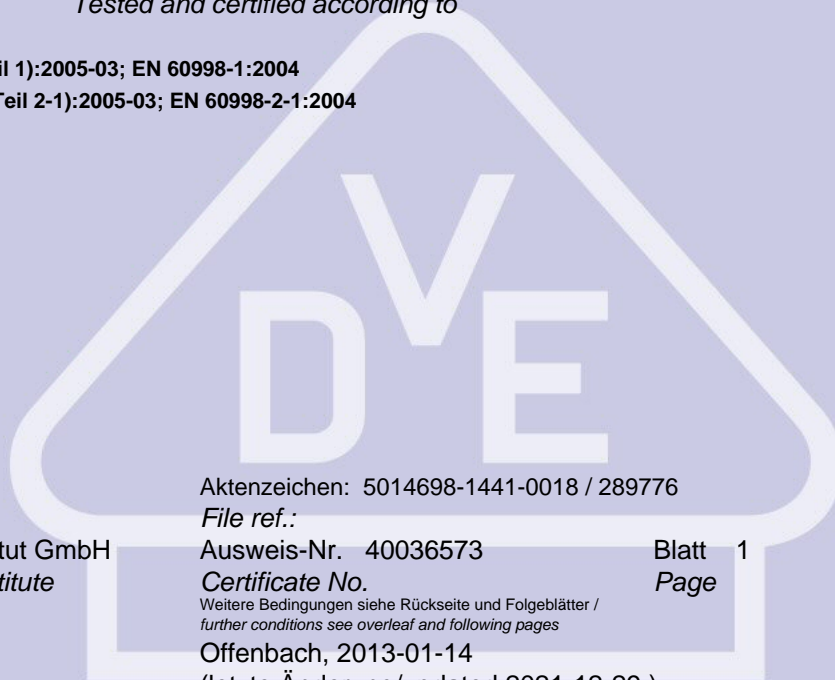 Tested and certified according to
il 1):2005-03; EN 60998-1:2004
Teil 2-1):2005-03; EN 60998-2-1:2004
V
D E
Aktenzeichen: 5014698-1441-0018 / 289776
File ref.:
tut GmbH Ausweis-Nr. 40036573 Blatt 1
titute Certificate No. Page
Weitere Bedingungen siehe Rückseite und Folgeblätter /
further conditions see overleaf and following pages
Offenbach, 2013-01-14